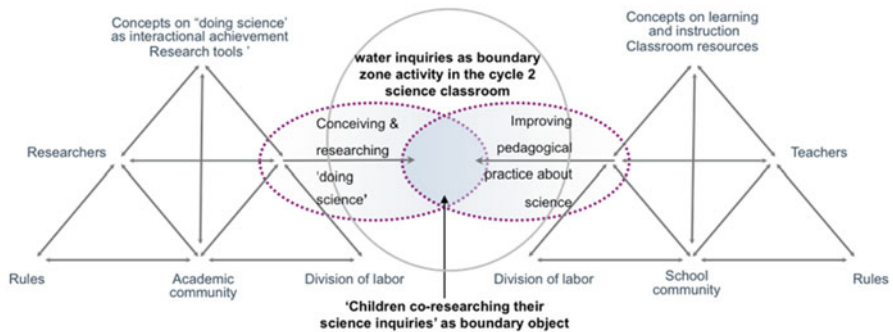 Concepts on “doing science’
as interactional achievement
Research tools ’
Concepts on learning
and instruction
Classroom resources
water inquiries as boundary
zone activity in the cycle 2
science classroom
Conceiving &
researching
‘doing
science’
Improving
pedagogical
practice about
science
Researchers
Teachers
Rules
Academic
community
Division of labor
Division of labor
School
community
Rules
‘Children co-researching their
science inquiries’ as boundary object